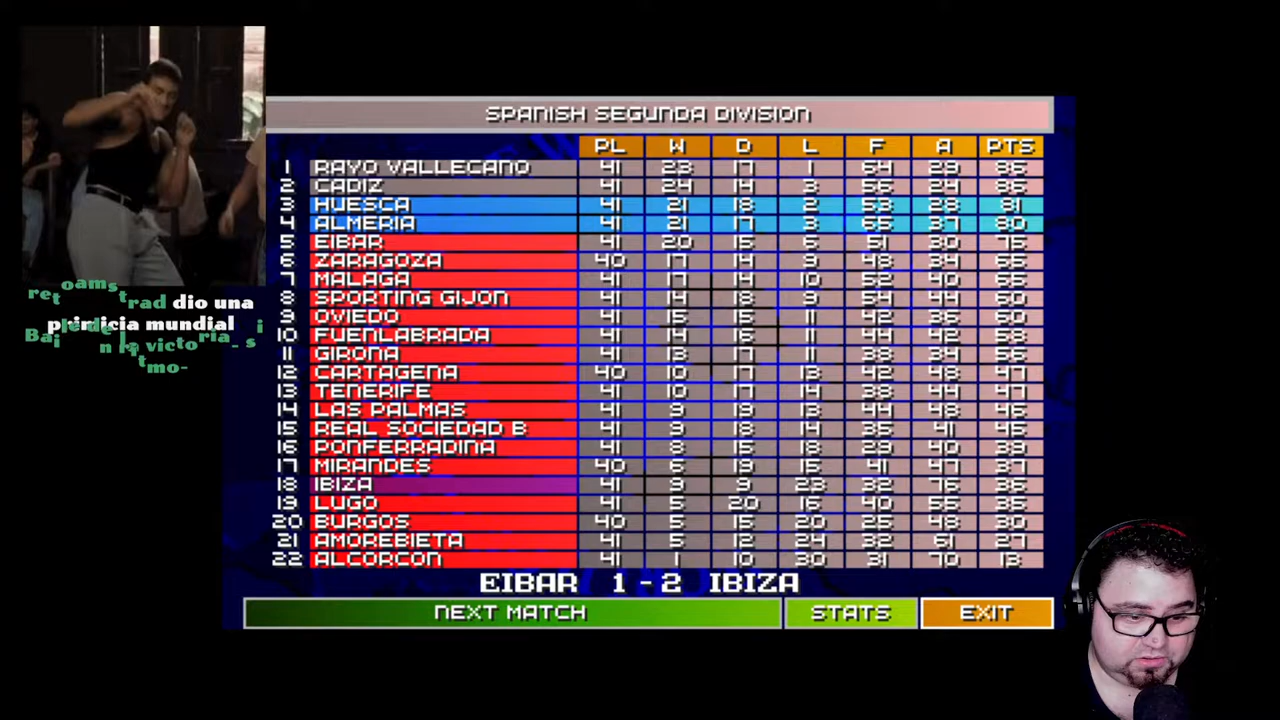 SPANISH SEGUNDA DIVISION
PL W D L F A PTS
1 RAYO VALLECANO 41 23 17 1 64 29 86
2 CADIZ 41 24 14 3 56 24 86
3 HUESCA 41 21 18 2 53 28 81
4 ALMERIA 41 21 17 3 65 37 80
5 EIBAR 41 20 15 6 51 30 75
6 ZARAGOZA 40 17 14 9 48 34 65
7 MALAGA 41 17 14 10 52 40 65
8 SPORTING GIJON 41 14 18 9 54 44 60
9 OVIEDO 41 15 15 11 42 36 60
10 FUENLABRADA 41 14 16 11 44 42 58
11 GIRONA 41 13 17 11 38 34 56
12 CARTAGENA 40 10 17 13 42 48 47
13 TENERIFE 41 10 17 14 38 44 47
14 LAS PALMAS 41 9 19 13 44 48 46
15 REAL SOCIEDAD B 41 9 18 14 35 41 45
16 PONFERRADINA 41 8 15 18 29 40 39
17 MIRANDES 40 6 19 15 41 47 37
18 IBIZA 41 9 9 23 32 76 36
19 LUGO 41 5 20 16 40 55 35
20 BURGOS 40 5 15 20 25 48 30
21 AMOREBIETA 41 5 12 24 32 61 27
22 ALCORCON 41 1 10 30 31 70 13
EIBAR 1 - 2 IBIZA
NEXT MATCH STATS EXIT
dio una
mundial